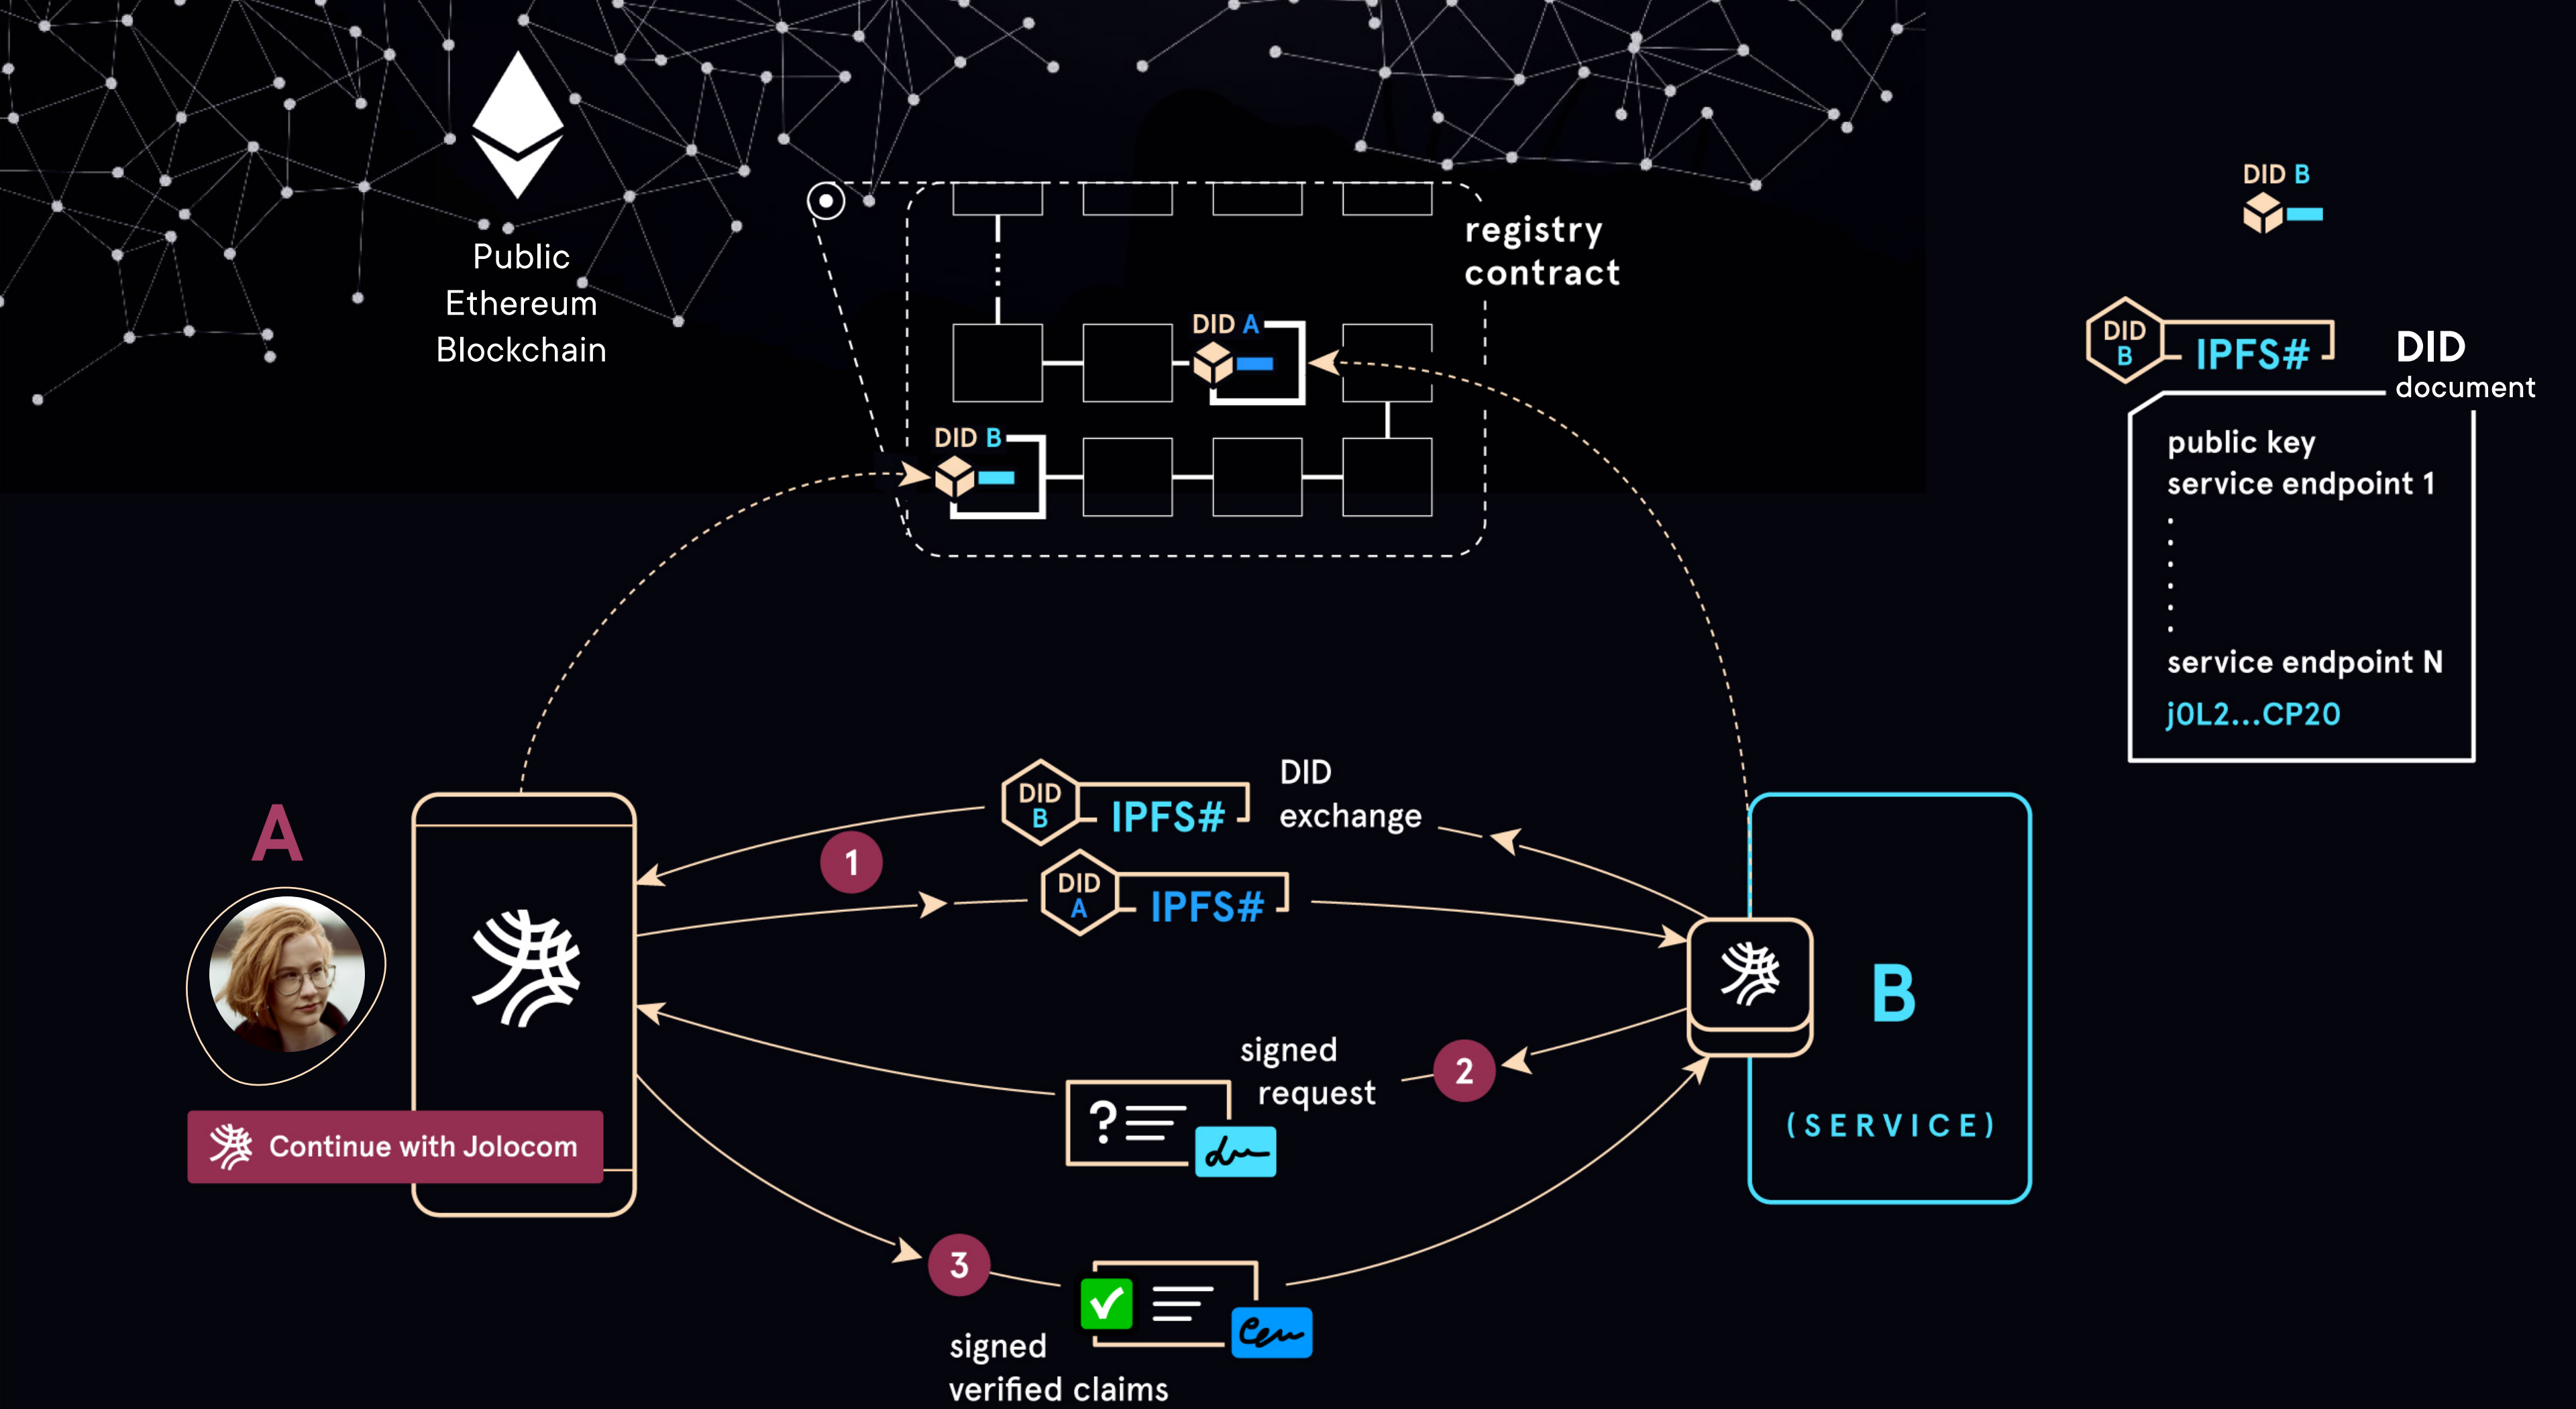 Public
Ethereum
Blockchain
registry
contract
DID A
DID B
DID B
DID
B
IPFS#
DID
document
public key
service endpoint 1
service endpoint N
j0L2...CP20
A
Continue with Jolocom
DID
B
IPFS#
DID
exchange
1
DID
A
IPFS#
signed
request
2
?
3
signed
verified claims
B
(SERVICE)